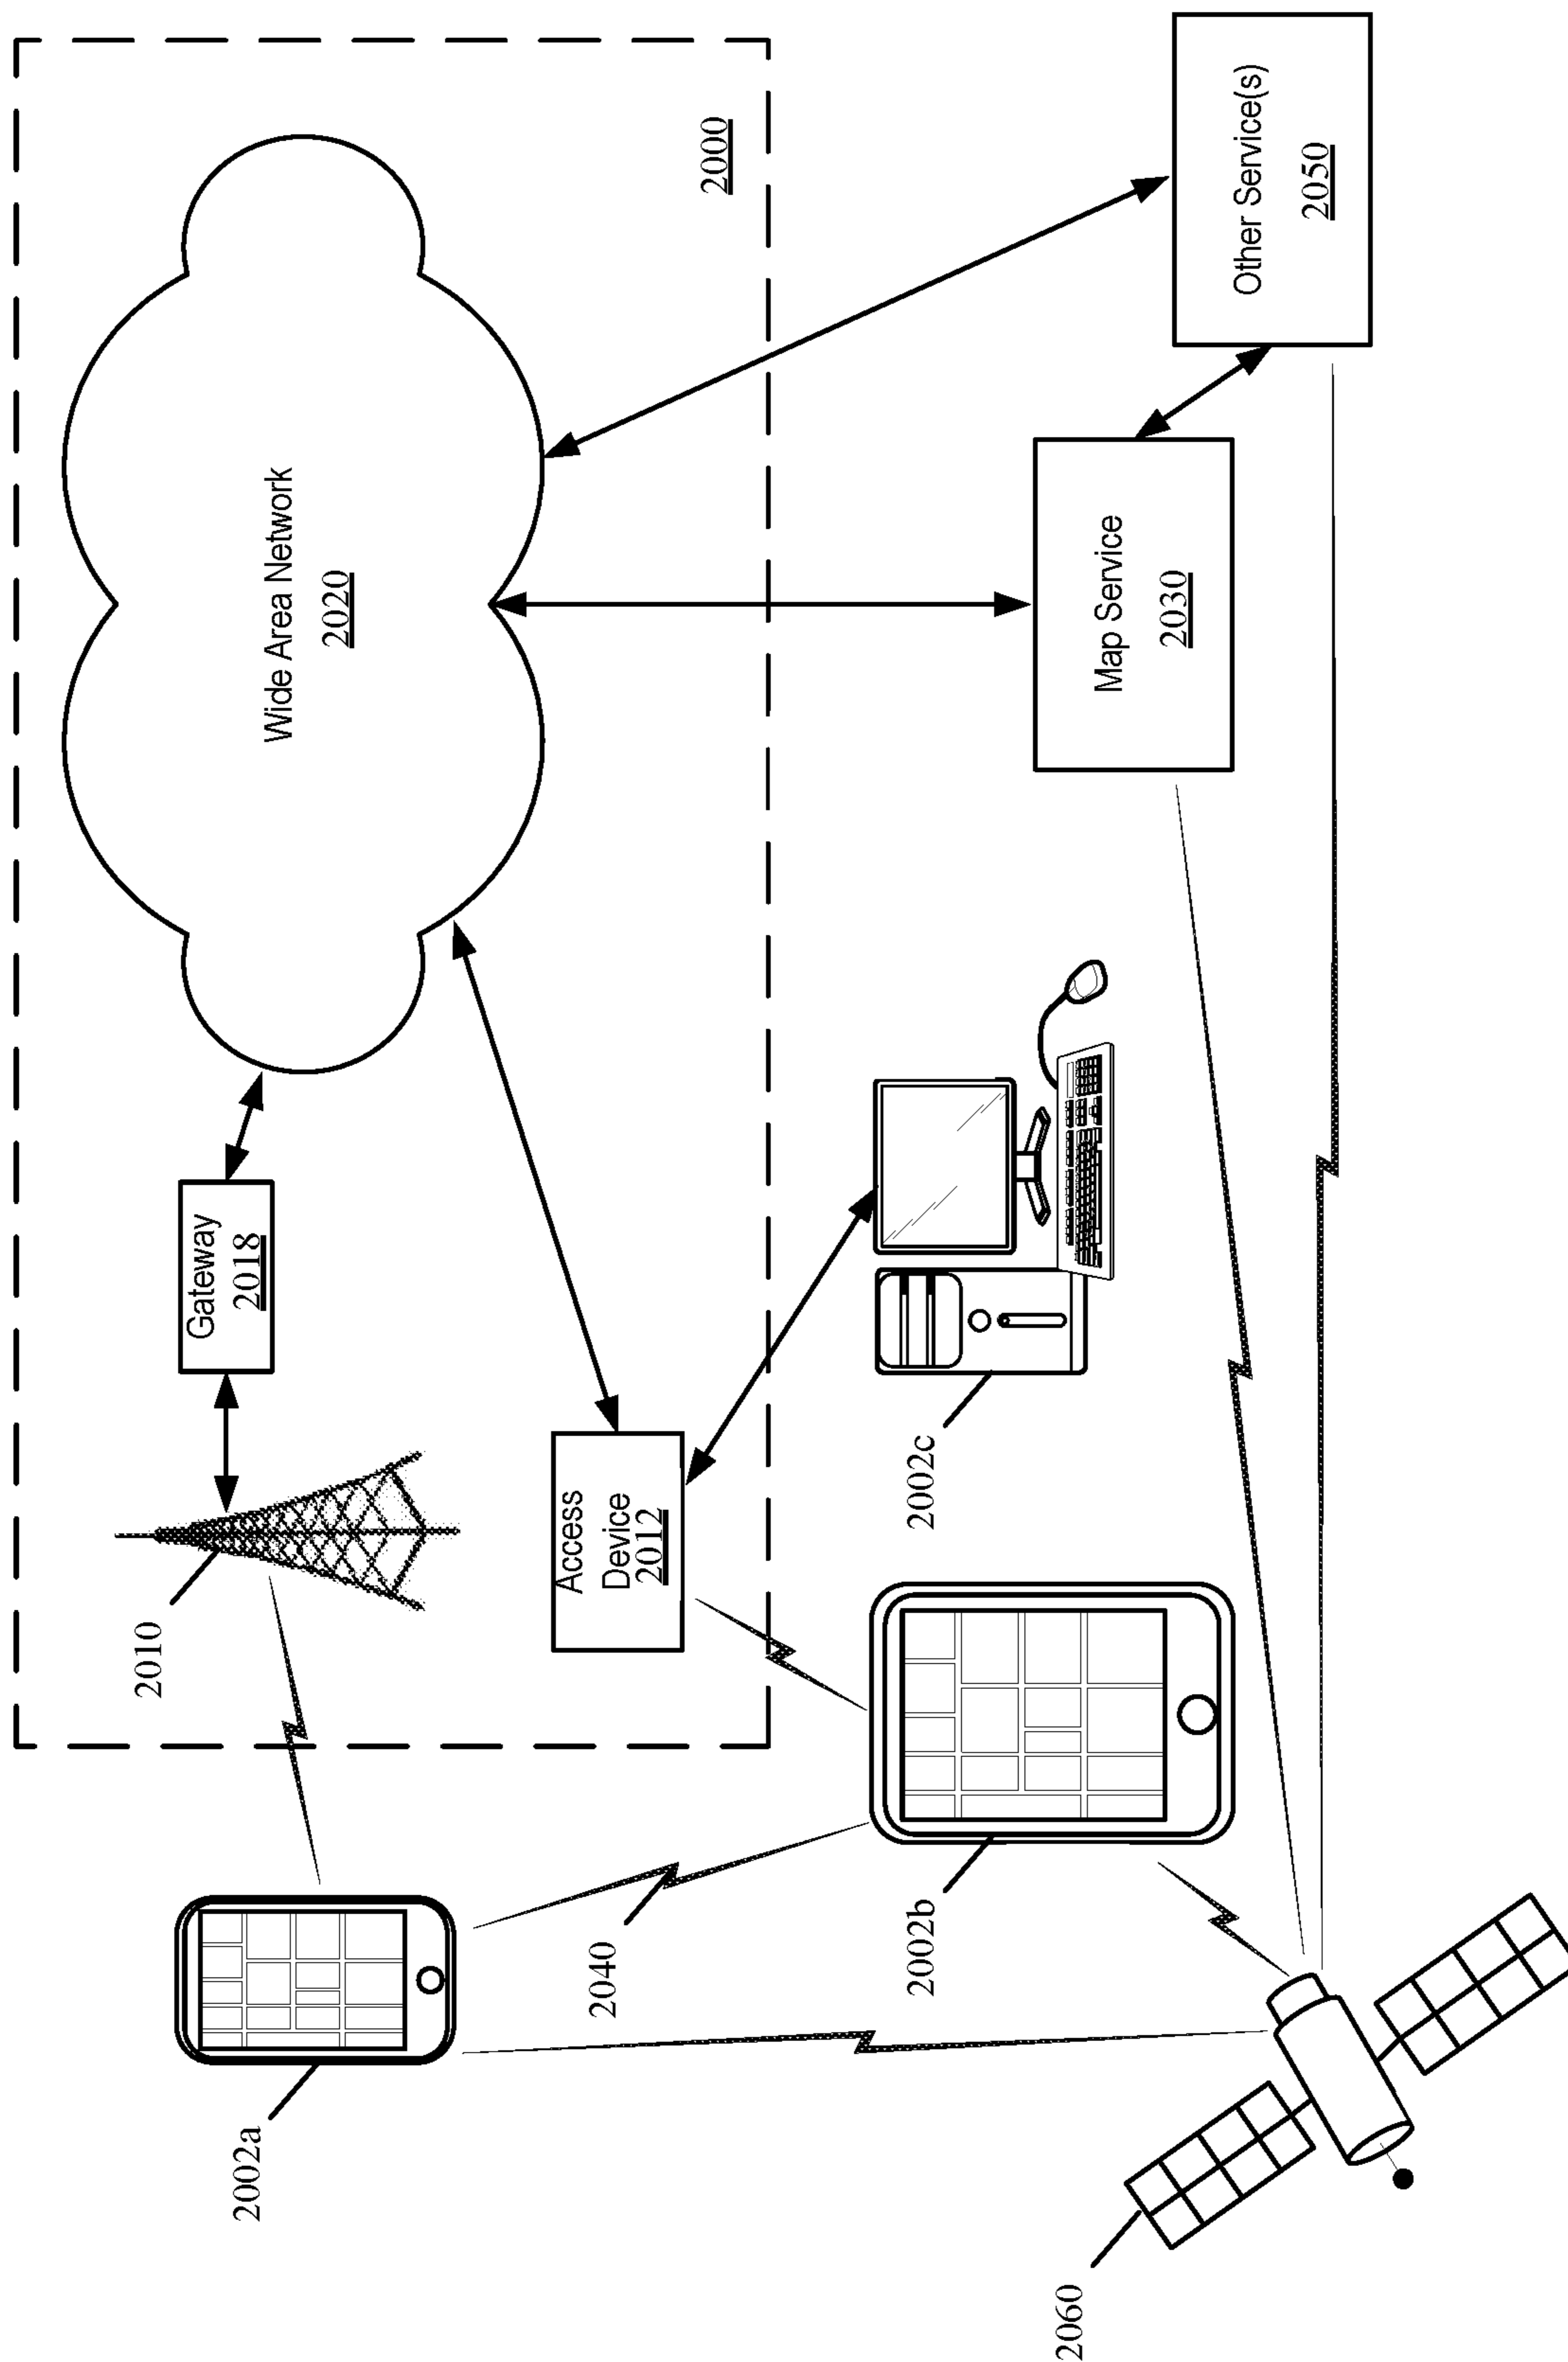 2002a
2010
Gateway
2018
Wide Area Network
2020
2040
Access
Device
2012
2000
2002b
2002c
Map Service
2030
Other Service(s)
2050
2060